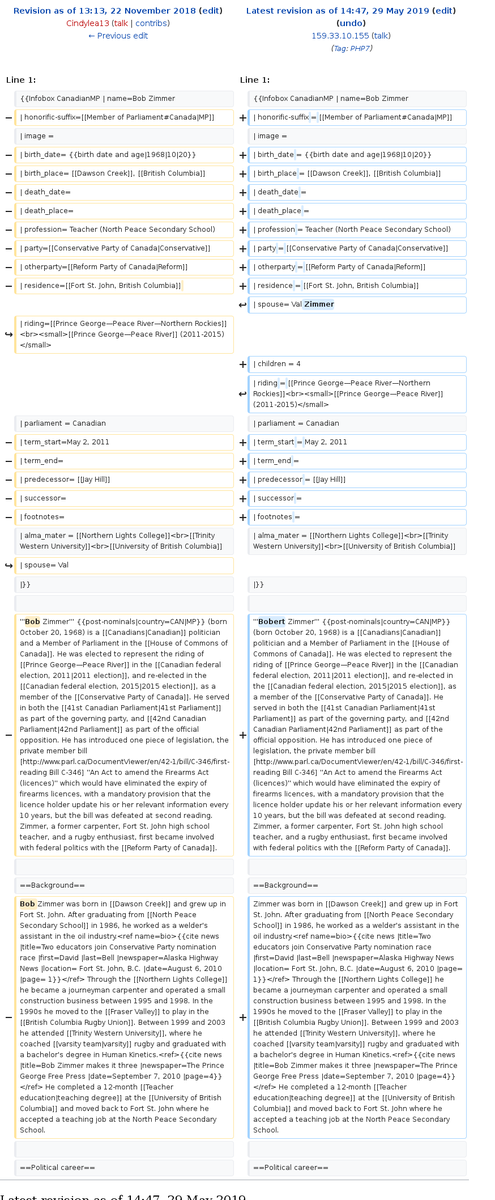 Revision as of 13:13, 22 November 2018 (edit)
Cindylea13 (talk | contribs)
← Previous edit
Latest revision as of 14:47, 29 May 2019 (edit)
(undo)
159.33.10.155 (talk)
(Tag: PHP7)
Line 1:
Line 1:
{{Infobox CanadianMP | name=Bob Zimmer
{{Infobox CanadianMP | name=Bob Zimmer
− | honorific-suffix=[[Member of Parliament#Canada|MP]]
+ | honorific-suffix = [[Member of Parliament#Canada|MP]]
| image =
| image =
− | birth_date= {{birth date and age|1968|10|20}}
+ | birth_date = {{birth date and age|1968|10|20}}
− | birth_place= [[Dawson Creek]], [[British Columbia]]
+ | birth_place = [[Dawson Creek]], [[British Columbia]]
− | death_date=
+ | death_date =
− | death_place=
+ | death_place =
− | profession= Teacher (North Peace Secondary School)
+ | profession = Teacher (North Peace Secondary School)
− | party=[[Conservative Party of Canada|Conservative]]
+ | party = [[Conservative Party of Canada|Conservative]]
− | otherparty=[[Reform Party of Canada|Reform]]
+ | otherparty = [[Reform Party of Canada|Reform]]
− | residence=[[Fort St. John, British Columbia]]
+ | residence = [[Fort St. John, British Columbia]]
↩ | spouse= Val Zimmer
↪ | riding=[[Prince George—Peace River—Northern Rockies]]
<br><small>[[Prince George—Peace River]] (2011-2015)
</small>
+ | children = 4
↩ | riding = [[Prince George—Peace River—Northern
Rockies]]<br><small>[[Prince George—Peace River]]
(2011-2015)</small>
| parliament = Canadian
| parliament = Canadian
− | term_start=May 2, 2011
+ | term_start = May 2, 2011
− | term_end=
+ | term_end =
− | predecessor= [[Jay Hill]]
+ | predecessor = [[Jay Hill]]
− | successor=
+ | successor =
− | footnotes=
+ | footnotes =
| alma_mater = [[Northern Lights College]]<br>[[Trinity
Western University]]<br>[[University of British Columbia]]
| alma_mater = [[Northern Lights College]]<br>[[Trinity
Western University]]<br>[[University of British Columbia]]
↪ | spouse= Val
|}}
|}}
− '''Bob Zimmer''' {{post-nominals|country=CAN|MP}} (born
October 20, 1968) is a [[Canadians|Canadian]] politician
and a Member of Parliament in the [[House of Commons of
Canada]]. He was elected to represent the riding of
[[Prince George—Peace River]] in the [[Canadian federal
election, 2011|2011 election]], and re-elected in the
[[Canadian federal election, 2015|2015 election]], as a
member of the [[Conservative Party of Canada]]. He served
in both the [[41st Canadian Parliament|41st Parliament]]
as part of the governing party, and [[42nd Canadian
Parliament|42nd Parliament]] as part of the official
opposition. He has introduced one piece of legislation, the
private member bill
[http://www.parl.ca/DocumentViewer/en/42-1/bill/C-346/first-
reading Bill C-346] "An Act to amend the Firearms Act
(licences)" which would have eliminated the expiry of
firearms licences, with a mandatory provision that the
licence holder update his or her relevant information every
10 years, but the bill was defeated at second reading.
Zimmer, a former carpenter, Fort St. John high school
teacher, and a rugby enthusiast, first became involved
with federal politics with the [[Reform Party of Canada]].
+ '''Bobert Zimmer''' {{post-nominals|country=CAN|MP}}
(born October 20, 1968) is a [[Canadians|Canadian]]
politician and a Member of Parliament in the [[House of
Commons of Canada]]. He was elected to represent the
riding of [[Prince George—Peace River]] in the [[Canadian
federal election, 2011|2011 election]], and re-elected in
the [[Canadian federal election, 2015|2015 election]], as
a member of the [[Conservative Party of Canada]]. He
served in both the [[41st Canadian Parliament|41st
Parliament]] as part of the governing party, and [[42nd
Canadian Parliament|42nd Parliament]] as part of the
official opposition. He has introduced one piece of
legislation, the private member bill
[http://www.parl.ca/DocumentViewer/en/42-1/bill/C-346/first-
reading Bill C-346] "An Act to amend the Firearms Act
(licences)" which would have eliminated the expiry of
firearms licences, with a mandatory provision that the
licence holder update his or her relevant information every
10 years, but the bill was defeated at second reading.
Zimmer, a former carpenter, Fort St. John high school
teacher, and a rugby enthusiast, first became involved
with federal politics with the [[Reform Party of Canada]].
==Background==
==Background==
− Bob Zimmer was born in [[Dawson Creek]] and grew up in
Fort St. John. After graduating from [[North Peace
Secondary School]] in 1986, he worked as a welder's
assistant in the oil industry.<ref name=bio>{{cite news
|title=Two educators join Conservative Party nomination
race |first=David |last=Bell |newspaper=Alaska Highway
News |location= Fort St. John, B.C. |date=August 6, 2010
|page= 1}}</ref> Through the [[Northern Lights College]]
he became a journeyman carpenter and operated a small
construction business between 1995 and 1998. In the
1990s he moved to the [[Fraser Valley]] to play in the
[[British Columbia Rugby Union]]. Between 1999 and 2003
he attended [[Trinity Western University]], where he
coached [[varsity team|varsity]] rugby and graduated with
a bachelor's degree in Human Kinetics.<ref>{{cite news
|title=Bob Zimmer makes it three |newspaper=The Prince
George Free Press |date=September 7, 2010 |page=4}}
</ref> He completed a 12-month [[Teacher
education|teaching degree]] at the [[University of British
Columbia]] and moved back to Fort St. John where he
accepted a teaching job at the North Peace Secondary
School.
+ Zimmer was born in [[Dawson Creek]] and grew up in
Fort St. John. After graduating from [[North Peace
Secondary School]] in 1986, he worked as a welder's
assistant in the oil industry.<ref name=bio>{{cite news
|title=Two educators join Conservative Party nomination
race |first=David |last=Bell |newspaper=Alaska Highway
News |location= Fort St. John, B.C. |date=August 6, 2010
|page= 1}}</ref> Through the [[Northern Lights College]]
he became a journeyman carpenter and operated a small
construction business between 1995 and 1998. In the
1990s he moved to the [[Fraser Valley]] to play in the
[[British Columbia Rugby Union]]. Between 1999 and 2003
he attended [[Trinity Western University]], where he
coached [[varsity team|varsity]] rugby and graduated with
a bachelor's degree in Human Kinetics.<ref>{{cite news
|title=Bob Zimmer makes it three |newspaper=The Prince
George Free Press |date=September 7, 2010 |page=4}}
</ref> He completed a 12-month [[Teacher
education|teaching degree]] at the [[University of British
Columbia]] and moved back to Fort St. John where he
accepted a teaching job at the North Peace Secondary
School.
==Political career==
==Political career==
Latest revision as of 14:47, 29 May 2019